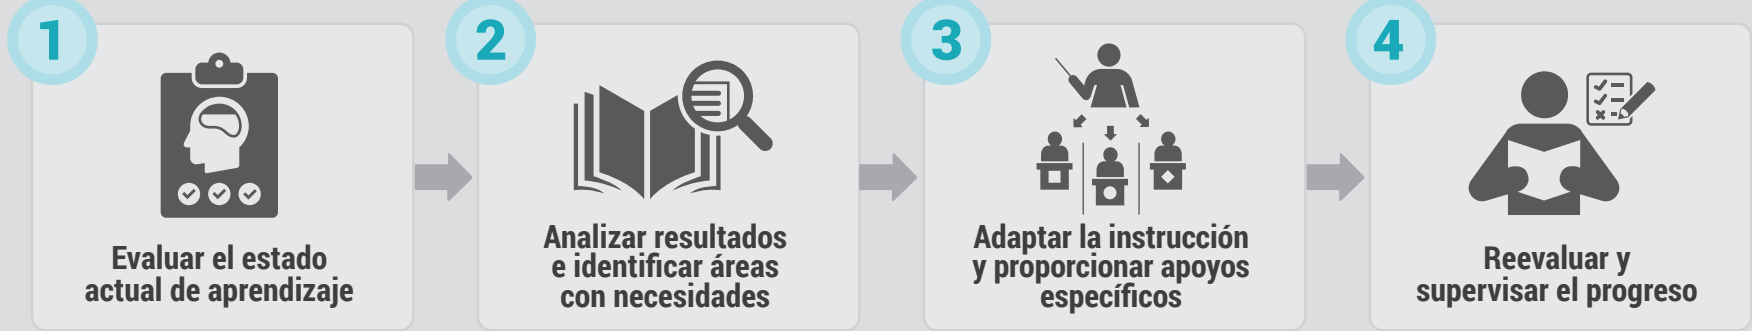 1
Evaluar el estado
actual de aprendizaje
2
Analizar resultados
e identificar áreas
con necesidades
3
Adaptar la instrucción
y proporcionar apoyos
específicos
4
Reevaluar y
supervisar el progreso